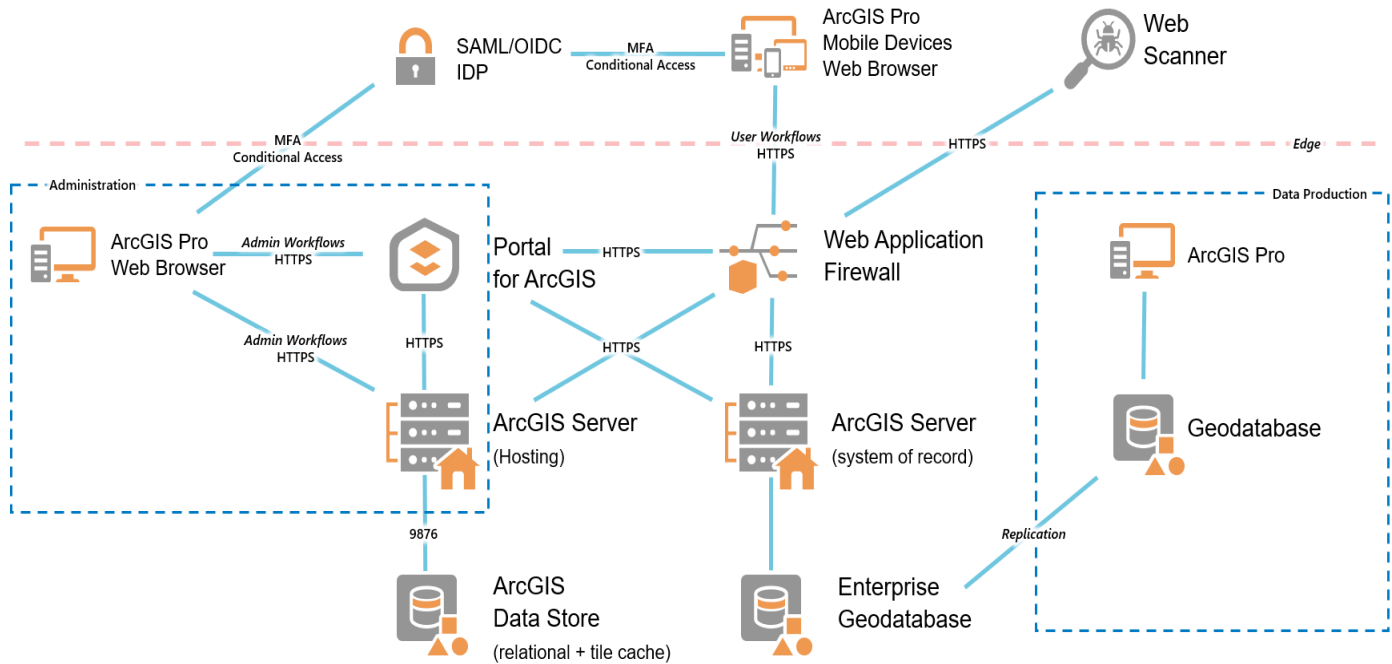 SAML/OIDC
IDP
MFA
Conditional Access
ArcGIS Pro
Mobile Devices
Web Browser
Web
Scanner
MFA
Conditional Access
User Workflows
HTTPS
HTTPS
Edge
Administration
Data Production
ArcGIS Pro
Web Browser
Admin Workflows
HTTPS
Portal
for ArcGIS
HTTPS
Web Application
Firewall
ArcGIS Pro
Admin Workflows
HTTPS
HTTPS
HTTPS
HTTPS
ArcGIS Server
(Hosting)
ArcGIS Server
(system of record)
Geodatabase
9876
Replication
ArcGIS
Data Store
(relational + tile cache)
Enterprise
Geodatabase